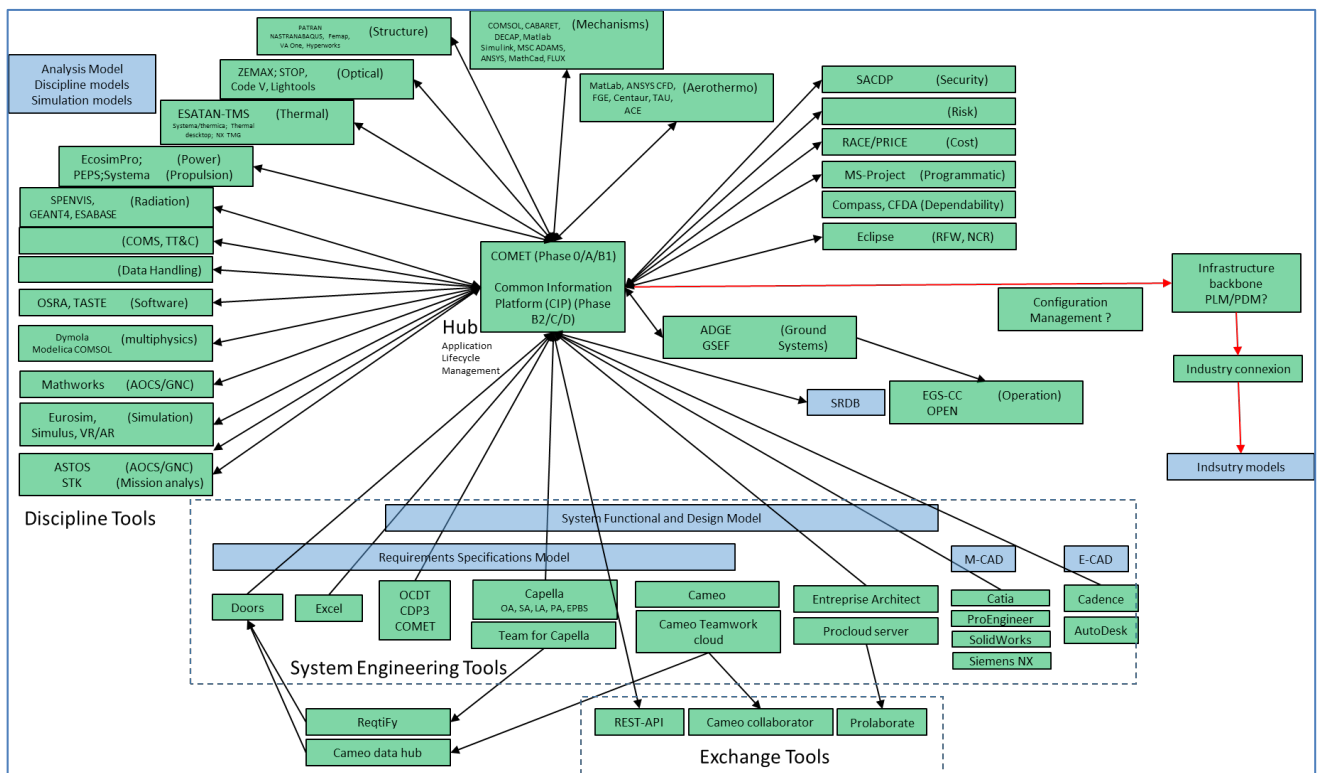 PATRAN
NASTRANABAQUS, Femap,
VA One, Hyperworks
(Structure)
COMSOL, CABARET,
DECAP, Matlab
Simulink, MSC ADAMS,
ANSYS, MathCad, FLUX
(Mechanisms)
Analysis Model
Discipline models
Simulation models
ZEMAX; STOP, (Optical)
Code V, Lightools
MatLab, ANSYS CFD, (Aerothermo)
FGE, Centaur, TAU,
ACE
SACDP (Security)
(Risk)
RACE/PRICE (Cost)
MS-Project (Programmatic)
Compass, CFDA (Dependability)
Eclipse (RFW, NCR)
ESATAN-TMS (Thermal)
Systema/thermica; Thermal
descktop; NX TMG
EcosimPro; (Power)
PEPS;Systema (Propulsion)
SPENVIS, (Radiation)
GEANT4, ESABASE
(COMS, TT&C)
(Data Handling)
OSRA, TASTE (Software)
Dymola (multiphysics)
Modelica COMSOL
Mathworks (AOCS/GNC)
Eurosim, (Simulation)
Simulus, VR/AR
ASTOS (AOCS/GNC)
STK (Mission analys)
Discipline Tools
COMET (Phase 0/A/B1)
Common Information
Platform (CIP) (Phase
B2/C/D)
Hub
Application
Lifecycle
Management
ADGE (Ground
GSEF Systems)
SRDB
EGS-CC (Operation)
OPEN
Configuration
Management ?
Infrastructure
backbone
PLM/PDM?
Industry connexion
Indsutry models
System Functional and Design Model
Requirements Specifications Model
M-CAD
E-CAD
Doors
Excel
OCDT
CDP3
COMET
Capella
OA, SA, LA, PA, EPBS
Team for Capella
Cameo
Cameo Teamwork
cloud
Entreprise Architect
Procloud server
Catia
ProEngineer
SolidWorks
Siemens NX
Cadence
AutoDesk
System Engineering Tools
ReqtiFy
Cameo data hub
REST-API
Cameo collaborator
Prolaborate
Exchange Tools